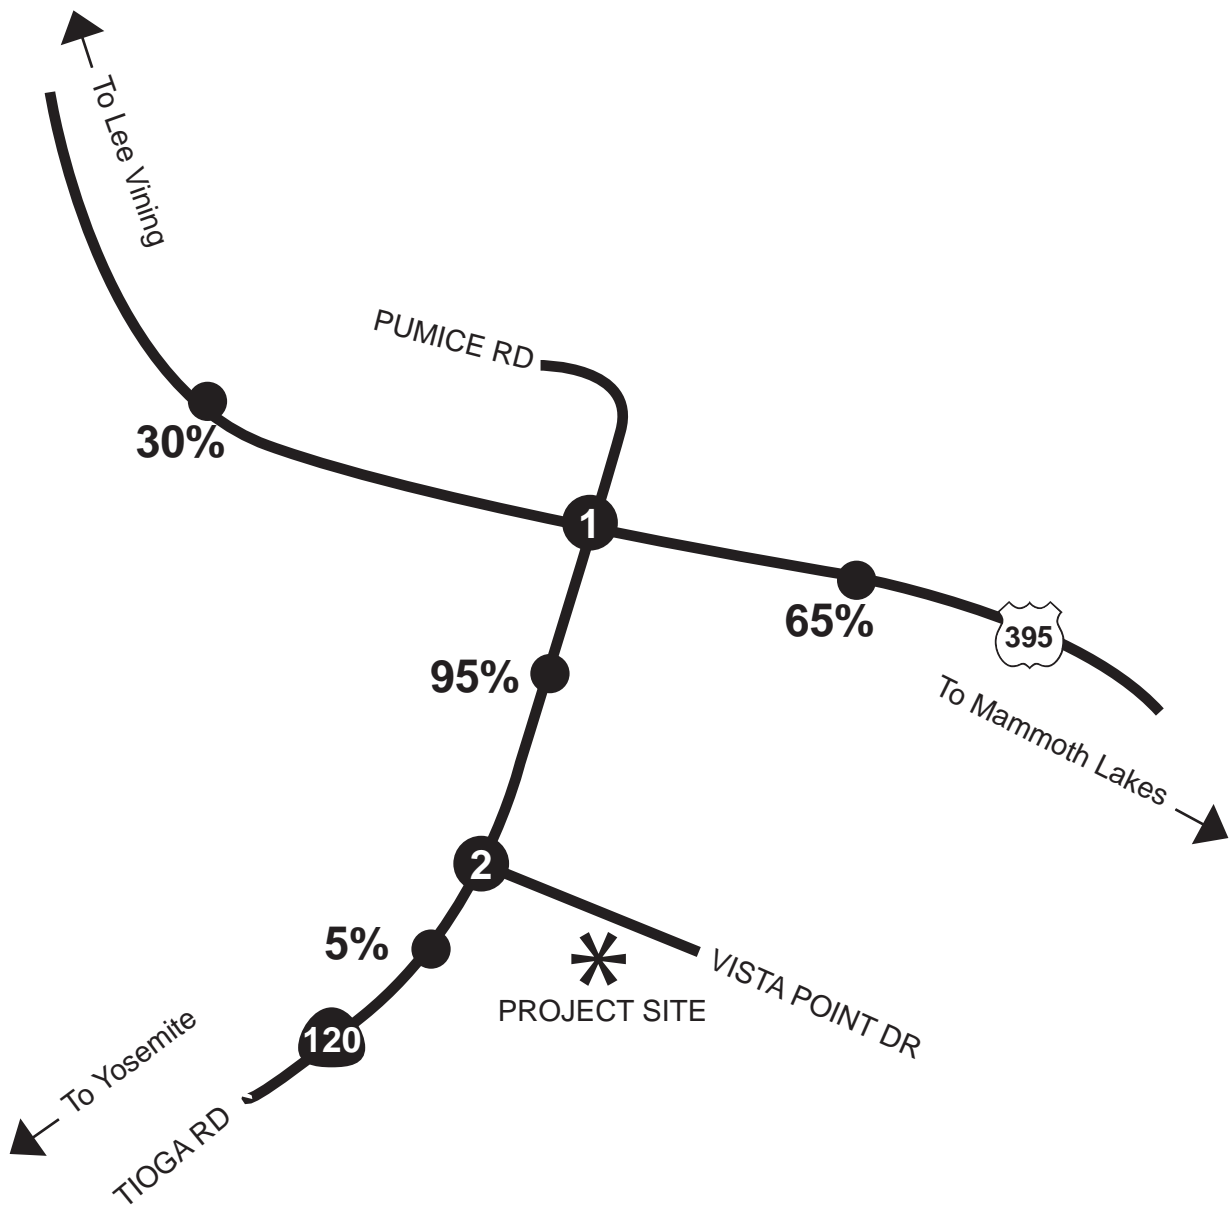 To Lee Vining
PUMICE RD
30%
1
65%
395
95%
To Mammoth Lakes
2
5%
VISTA POINT DR
PROJECT SITE
120
To Yosemite
TIOGA RD